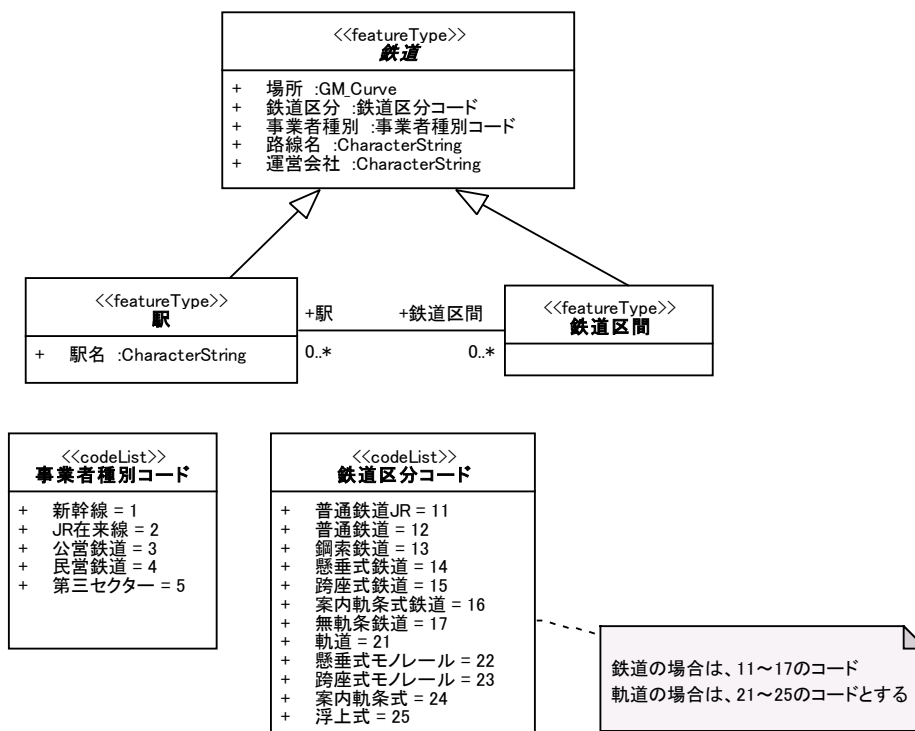 <<featureType>>
鉄道
+ 場所 :GM_Curve
+ 鉄道区分 :鉄道区分コード
+ 事業者種別 :事業者種別コード
+ 路線名 :CharacterString
+ 運営会社 :CharacterString
<<featureType>>
駅
+ 駅名 :CharacterString
+駅
+鉄道区間
0..*
0..*
<<featureType>>
鉄道区間
<<codeList>>
事業者種別コード
+ 新幹線 = 1
+ JR在来線 = 2
+ 公営鉄道 = 3
+ 民営鉄道 = 4
+ 第三セクター = 5
<<codeList>>
鉄道区分コード
+ 普通鉄道JR = 11
+ 普通鉄道 = 12
+ 鋼索鉄道 = 13
+ 懸垂式鉄道 = 14
+ 跨座式鉄道 = 15
+ 案内軌条式鉄道 = 16
+ 無軌条鉄道 = 17
+ 軌道 = 21
+ 懸垂式モノレール = 22
+ 跨座式モノレール = 23
+ 案内軌条式 = 24
+ 浮上式 = 25
鉄道の場合は、11～17のコード
軌道の場合は、21～25のコードとする